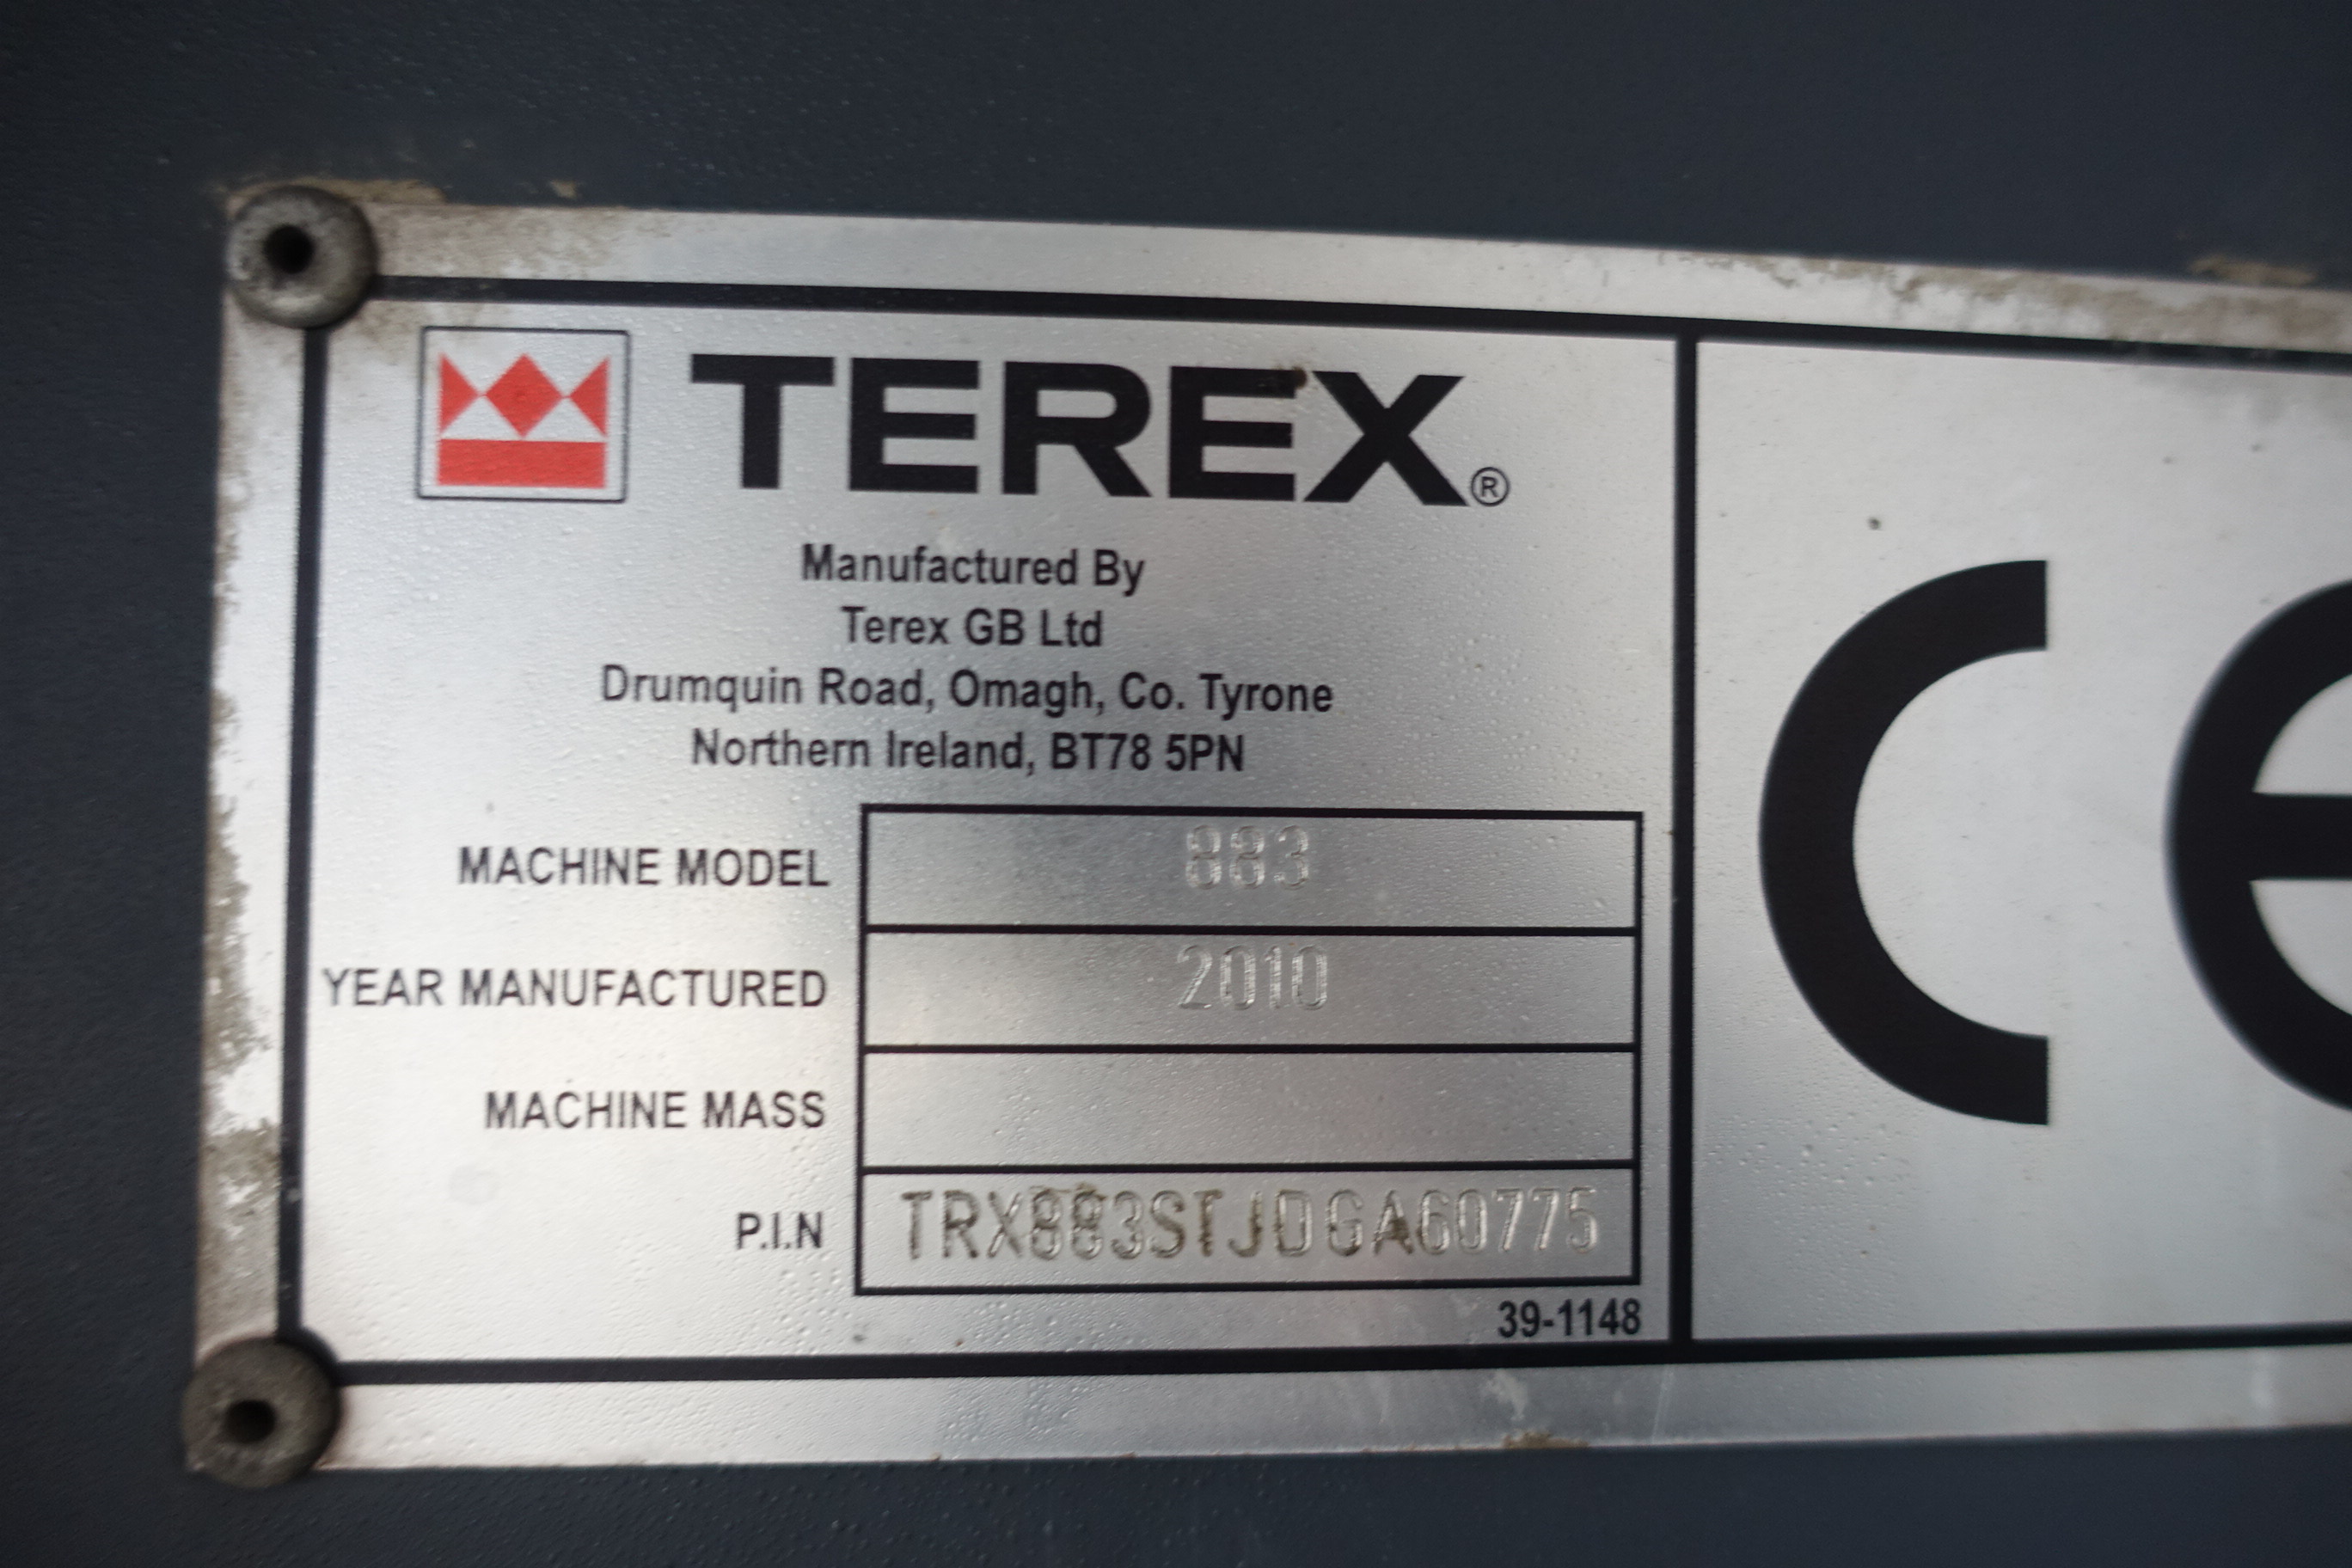 TEREX®
Manufactured By
Terex GB Ltd
Drumquin Road, Omagh, Co. Tyrone
Northern Ireland, BT78 5PN
MACHINE MODEL 883
YEAR MANUFACTURED 2010
MACHINE MASS
P.I.N TRX883STJDGA60775
39-1148
CE